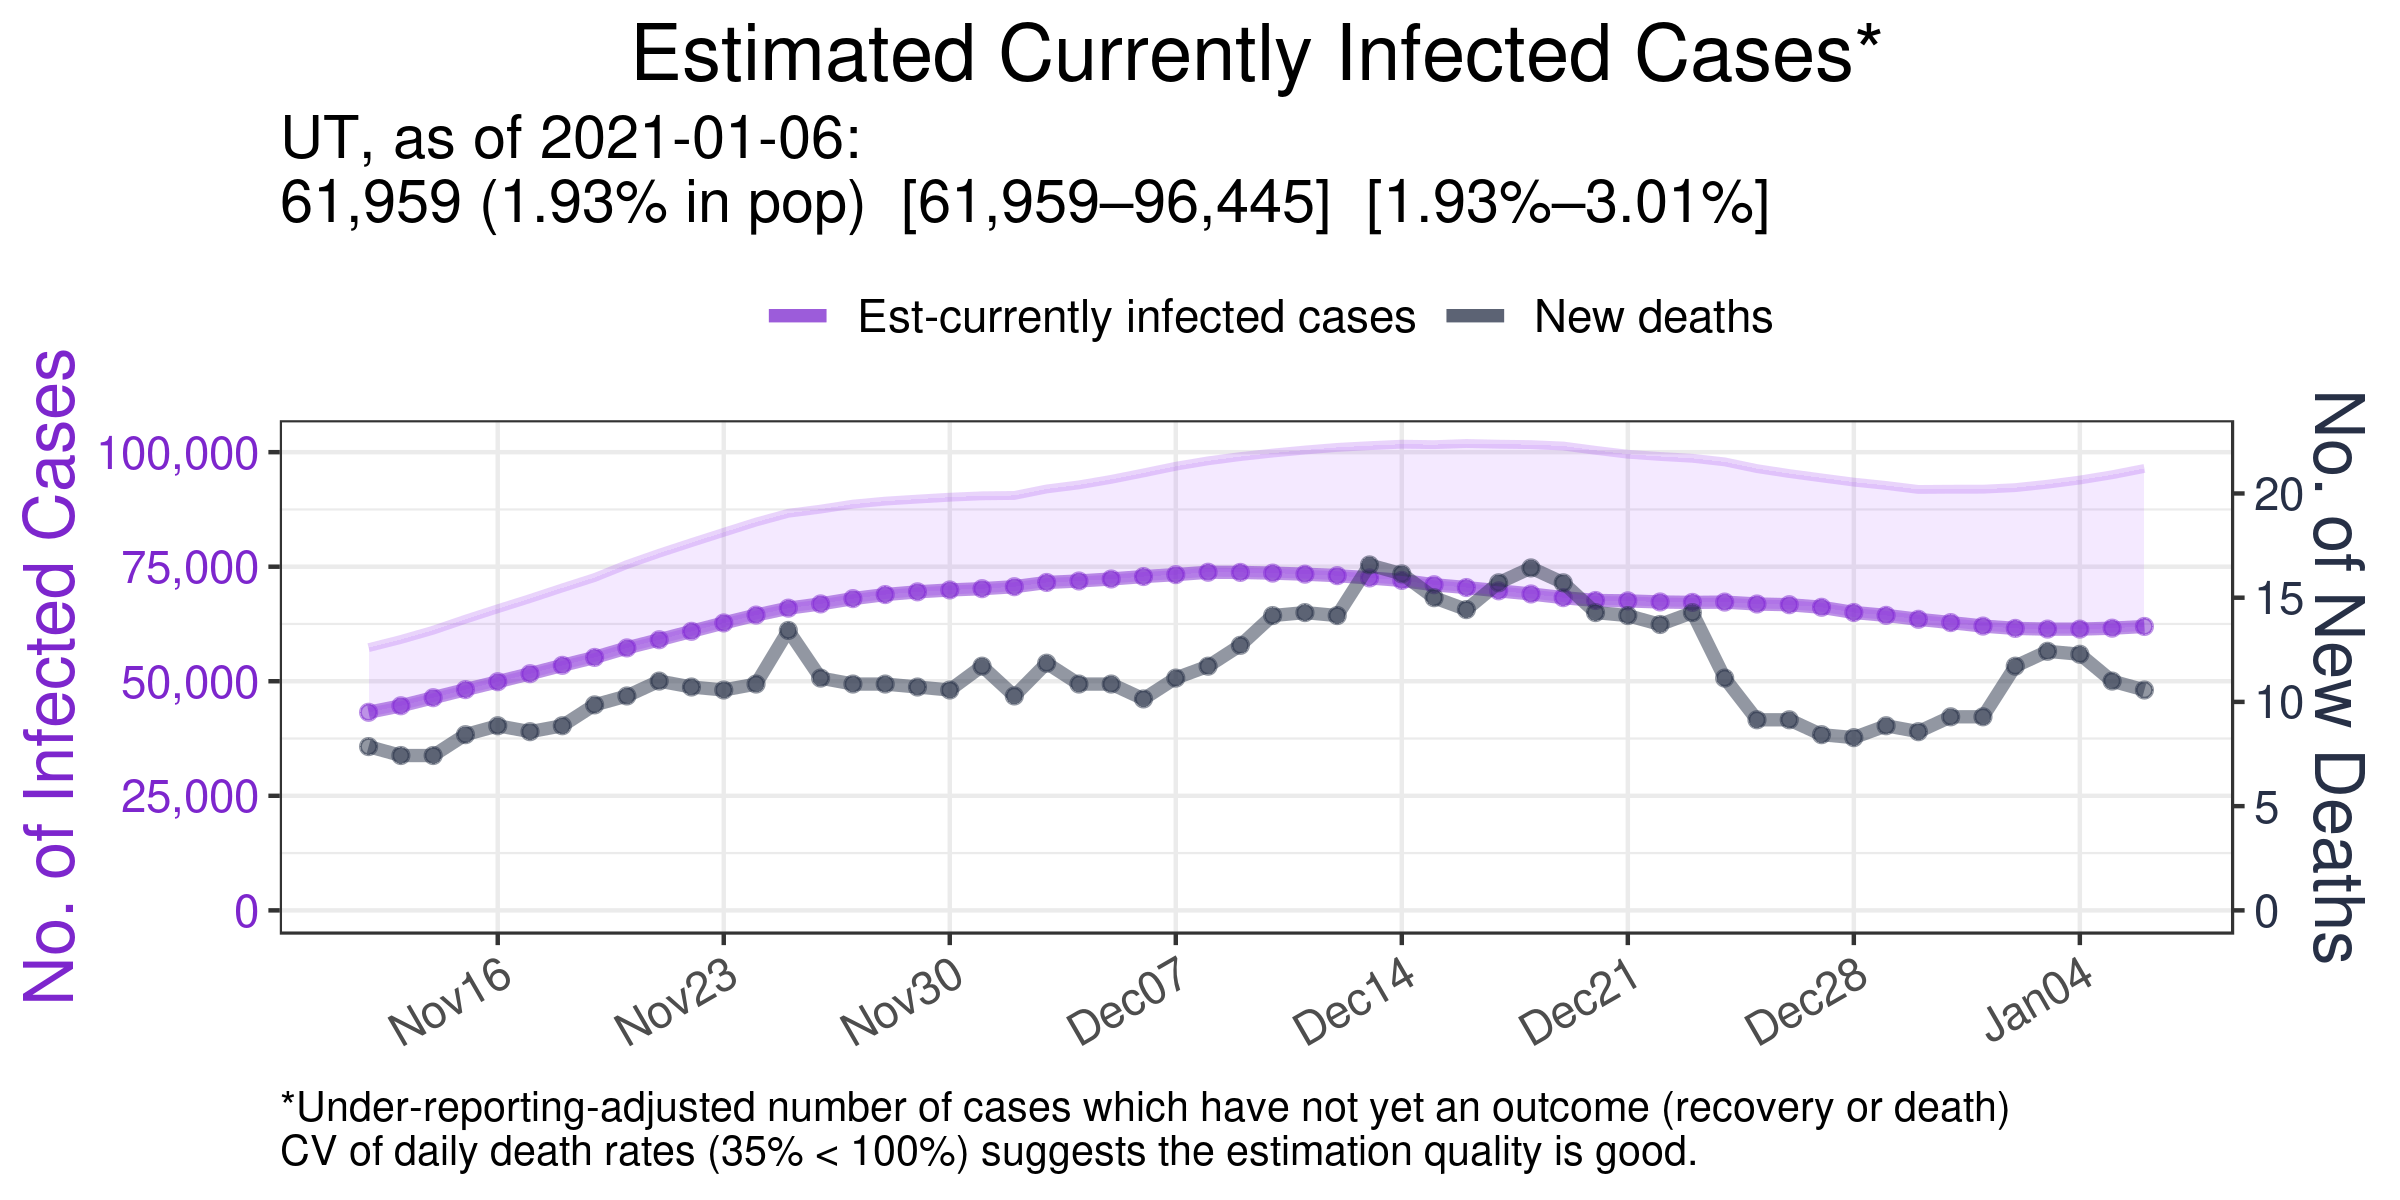 Estimated Currently Infected Cases*
UT, as of 2021-01-06:
61,959 (1.93% in pop)  [61,959–96,445]  [1.93%–3.01%]
Est-currently infected cases
New deaths
No. of Infected Cases
100,000
75,000
50,000
25,000
0
No. of New Deaths
20
15
10
5
0
Nov16
Nov23
Nov30
Dec07
Dec14
Dec21
Dec28
Jan04
*Under-reporting-adjusted number of cases which have not yet an outcome (recovery or death)
CV of daily death rates (35% < 100%) suggests the estimation quality is good.